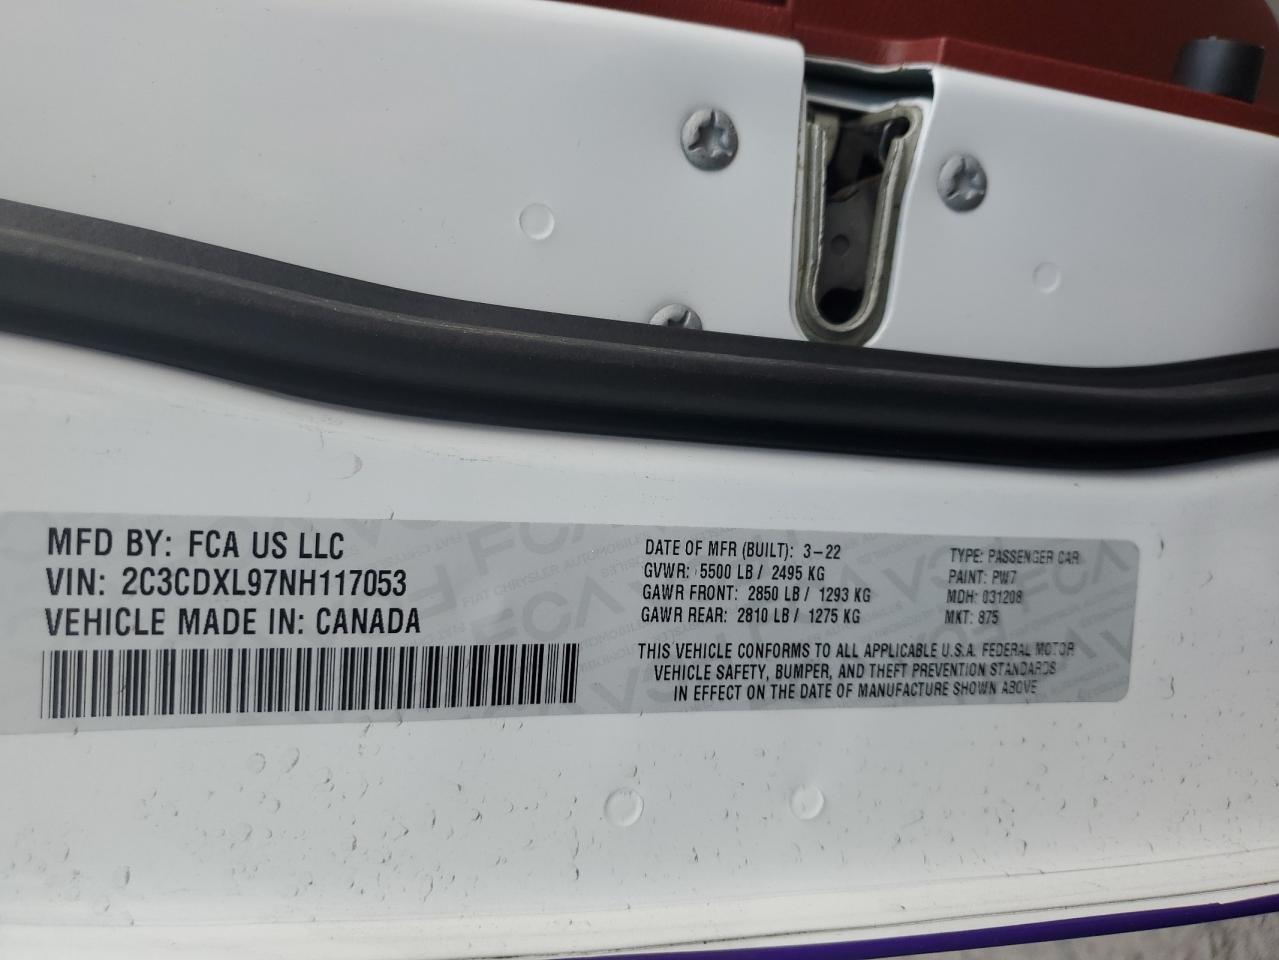 MFD BY: FCA US LLC
VIN: 2C3CDXL97NH117053
VEHICLE MADE IN: CANADA
DATE OF MFR (BUILT): 3-22
GVWR: 5500 LB / 2495 KG
GAWR FRONT: 2850 LB / 1293 KG
GAWR REAR: 2810 LB / 1275 KG
TYPE: PASSENGER CAR
PAINT: PW7
MDH: 031208
MKT: 875
THIS VEHICLE CONFORMS TO ALL APPLICABLE U.S.A. FEDERAL MOTOR
VEHICLE SAFETY, BUMPER, AND THEFT PREVENTION STANDARDS
IN EFFECT ON THE DATE OF MANUFACTURE SHOWN ABOVE